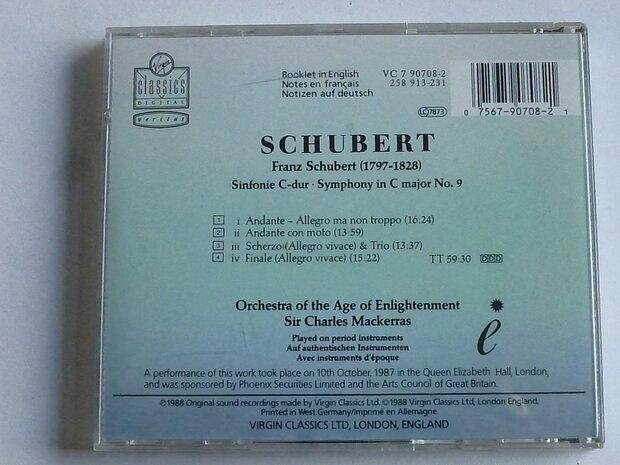 Virgin
classics
DIGITAL
veritas
Booklet in English
Notes en français
Notizen auf deutsch
VC 7 90708-2
258 913-231
LC 7873
0 7567-90708-2 1
SCHUBERT
Franz Schubert (1797-1828)
Sinfonie C-dur · Symphony in C major No. 9
1 i Andante – Allegro ma non troppo (16:24)
2 ii Andante con moto (13:59)
3 iii Scherzo (Allegro vivace) & Trio (13:37)
4 iv Finale (Allegro vivace) (15:22) TT 59:30 DDD
Orchestra of the Age of Enlightenment
Sir Charles Mackerras
Played on period instruments
Auf authentischen Instrumenten
Avec instruments d'époque
e
A performance of this work took place on 10th October, 1987 in the Queen Elizabeth Hall, London,
and was sponsored by Phoenix Securities Limited and the Arts Council of Great Britain.
℗1988 Original sound recordings made by Virgin Classics Ltd. ©1988 Virgin Classics Ltd, London England.
Printed in West Germany/Imprimé en Allemagne
VIRGIN CLASSICS LTD, LONDON, ENGLAND